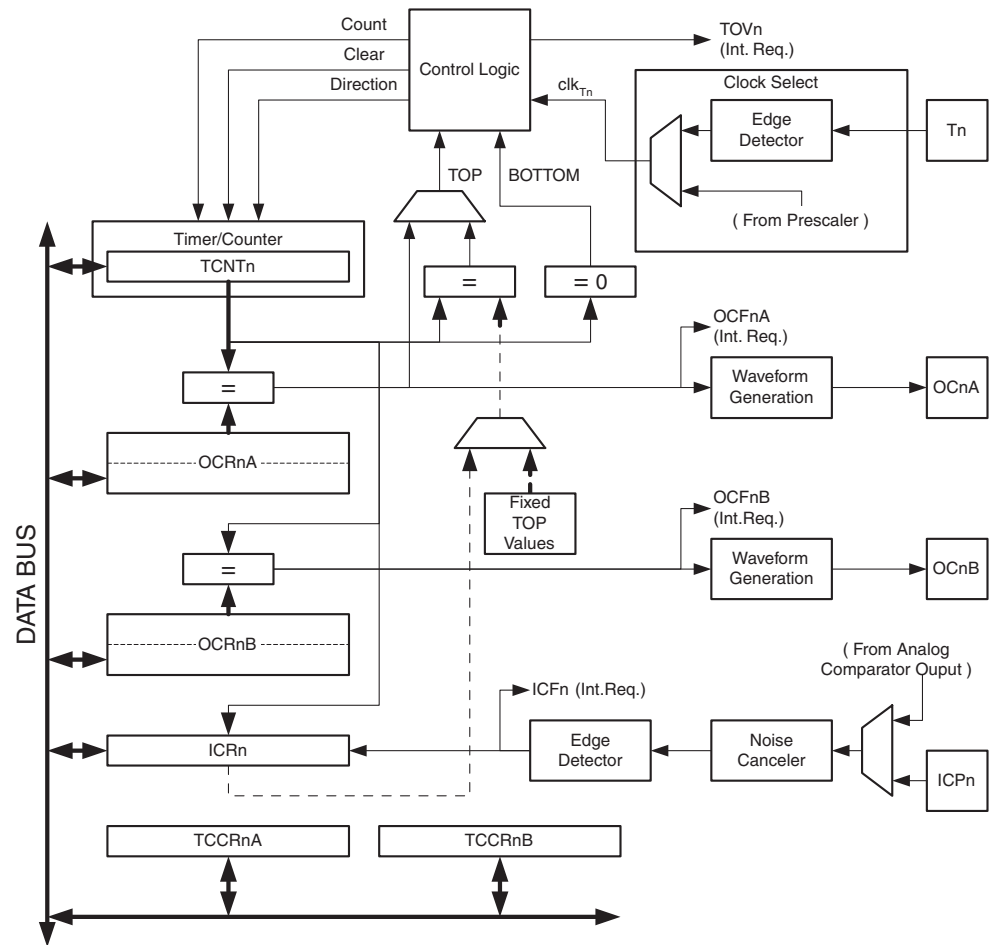 Count
Clear
Direction
Control Logic
TOVn
(Int. Req.)
clkTn
Clock Select
Edge
Detector
Tn
( From Prescaler )
TOP
BOTTOM
Timer/Counter
TCNTn
=
= 0
OCFnA
(Int. Req.)
=
Waveform
Generation
OCnA
OCRnA
Fixed
TOP
Values
OCFnB
(Int.Req.)
=
Waveform
Generation
OCnB
OCRnB
DATA BUS
( From Analog
Comparator Ouput )
ICFn (Int.Req.)
ICRn
Edge
Detector
Noise
Canceler
ICPn
TCCRnA
TCCRnB